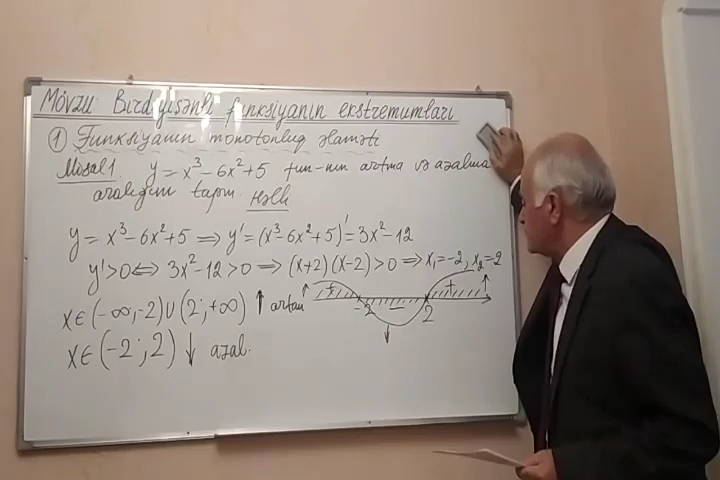 Mövzu: Birdəyişənli funksiyanın ekstremumları
① Funksiyanın monotonluq əlaməti
Misal 1. y = x³ – 6x² + 5 fun-nın artma və azalma
aralığını tapın. Həlli
y = x³ – 6x² + 5 ⟹ y' = (x³ – 6x² + 5)' = 3x² – 12
y' > 0 ⟺ 3x² – 12 > 0 ⟹ (x+2)(x–2) > 0 ⟹ x₁ = –2, x₂ = 2
x ∈ (–∞; –2) ∪ (2; +∞) ↑ artan ↑ + –2 – 2 + ↑
x ∈ (–2; 2) ↓ azal. ↓